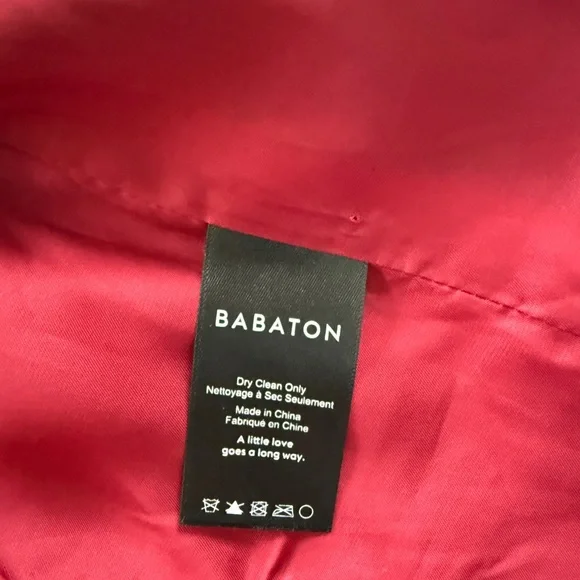 BABATON
Dry Clean Only
Nettoyage à Sec Seulement
Made in China
Fabriqué en Chine
A little love
goes a long way.